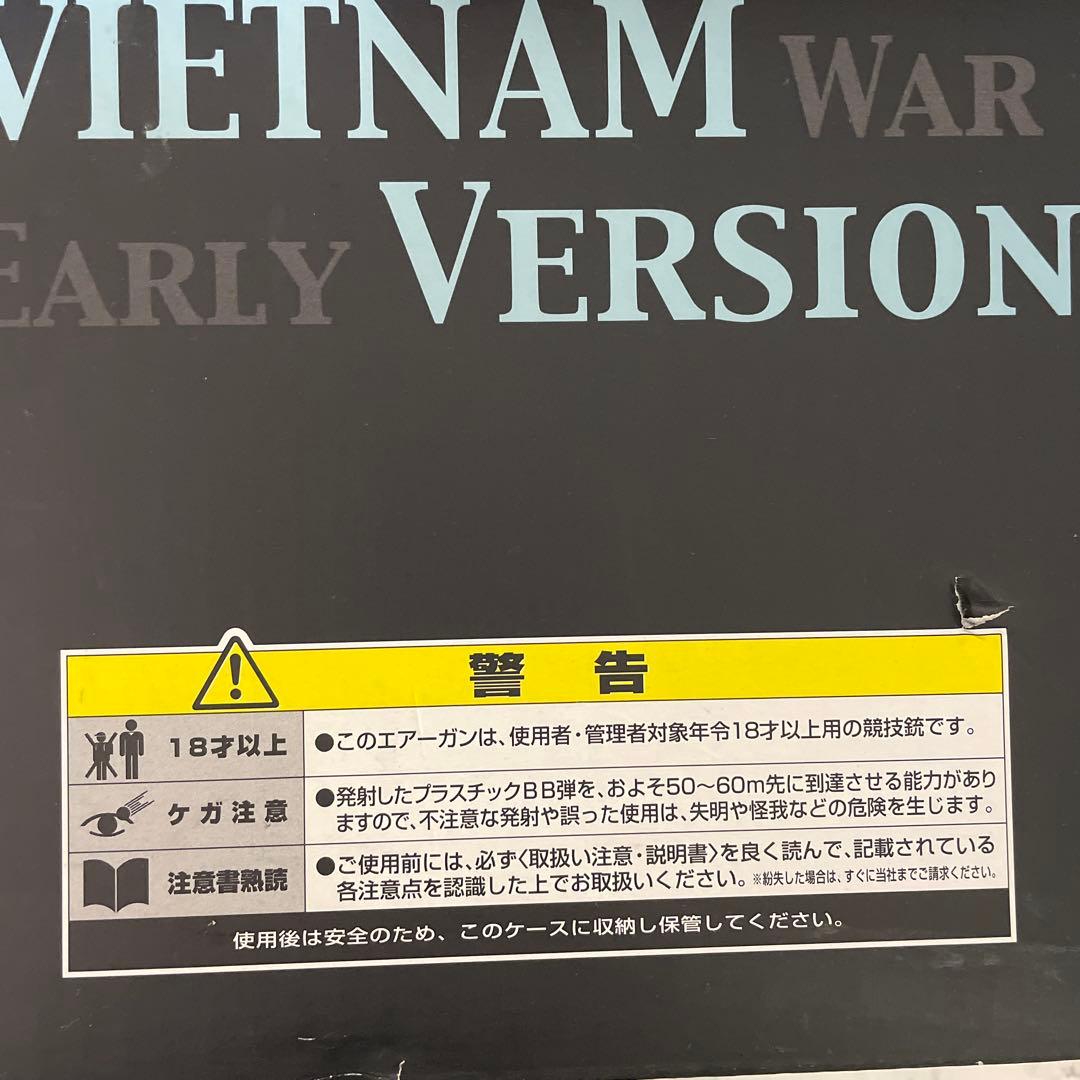 VIETNAM WAR
EARLY VERSION
警告
18才以上
●このエアーガンは、使用者・管理者対象年令18才以上用の競技銃です。
ケガ注意
●発射したプラスチックBB弾を、およそ50〜60m先に到達させる能力があり
ますので、不注意な発射や誤った使用は、失明や怪我などの危険を生じます。
注意書熟読
●ご使用前には、必ず〈取扱い注意・説明書〉を良く読んで、記載されている
各注意点を認識した上でお取扱いください。※紛失した場合は、すぐに当社までご請求ください。
使用後は安全のため、このケースに収納し保管してください。